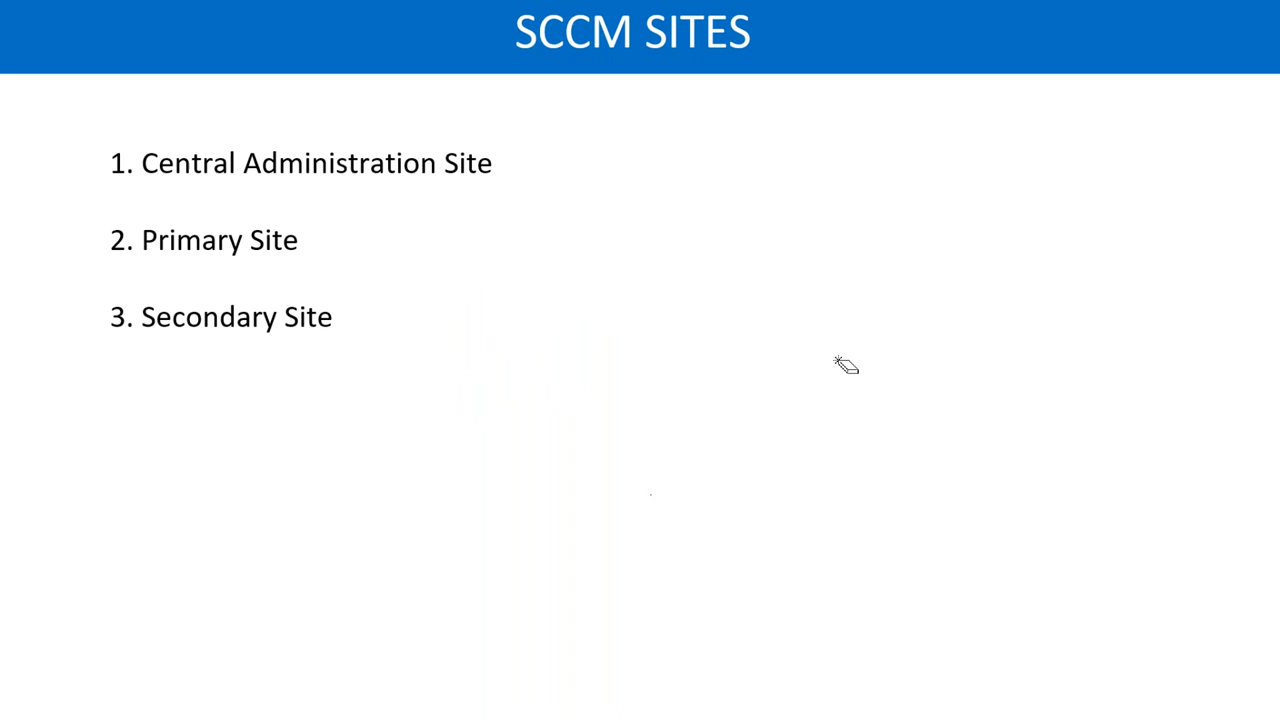 SCCM SITES
1. Central Administration Site
2. Primary Site
3. Secondary Site